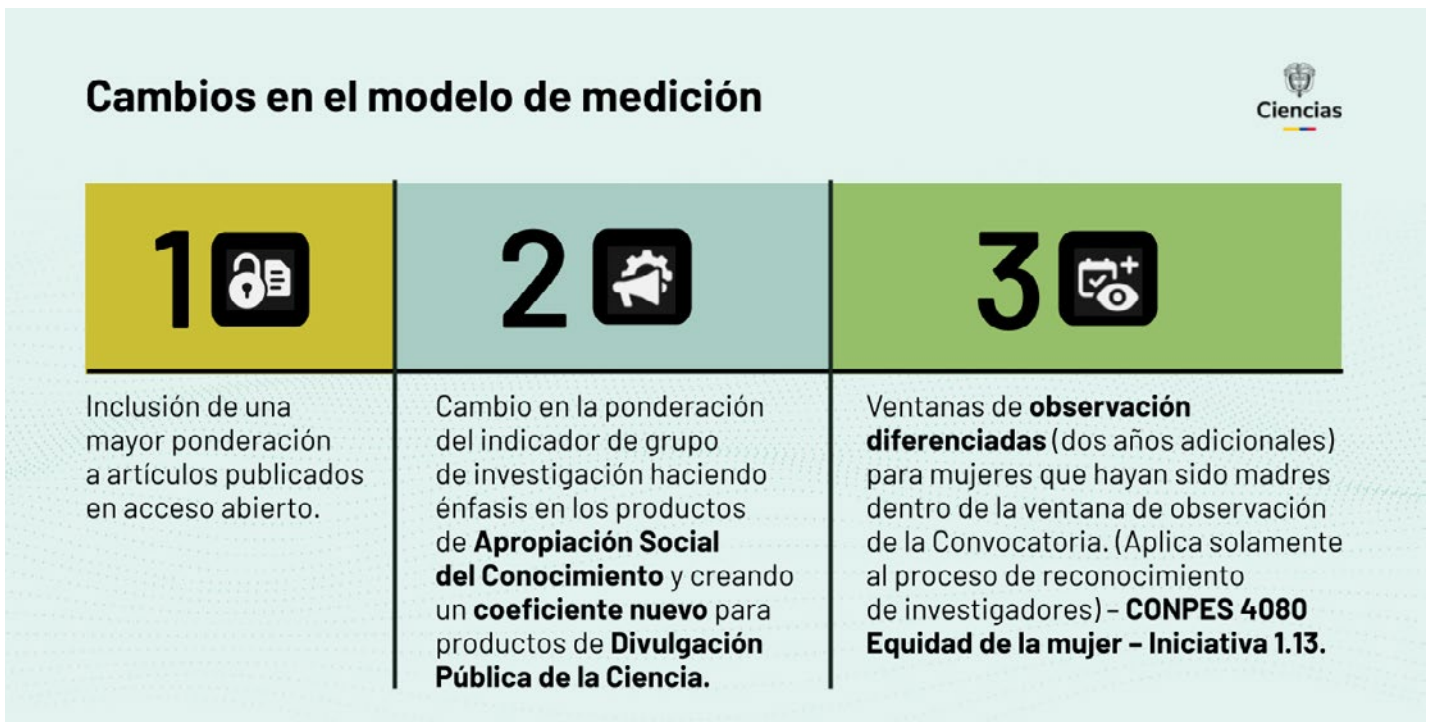 Cambios en el modelo de medición
Ciencias
1
2
3
Inclusión de una
mayor ponderación
a artículos publicados
en acceso abierto.
Cambio en la ponderación
del indicador de grupo
de investigación haciendo
énfasis en los productos
de Apropiación Social
del Conocimiento y creando
un coeficiente nuevo para
productos de Divulgación
Pública de la Ciencia.
Ventanas de observación
diferenciadas (dos años adicionales)
para mujeres que hayan sido madres
dentro de la ventana de observación
de la Convocatoria. (Aplica solamente
al proceso de reconocimiento
de investigadores) – CONPES 4080
Equidad de la mujer – Iniciativa 1.13.